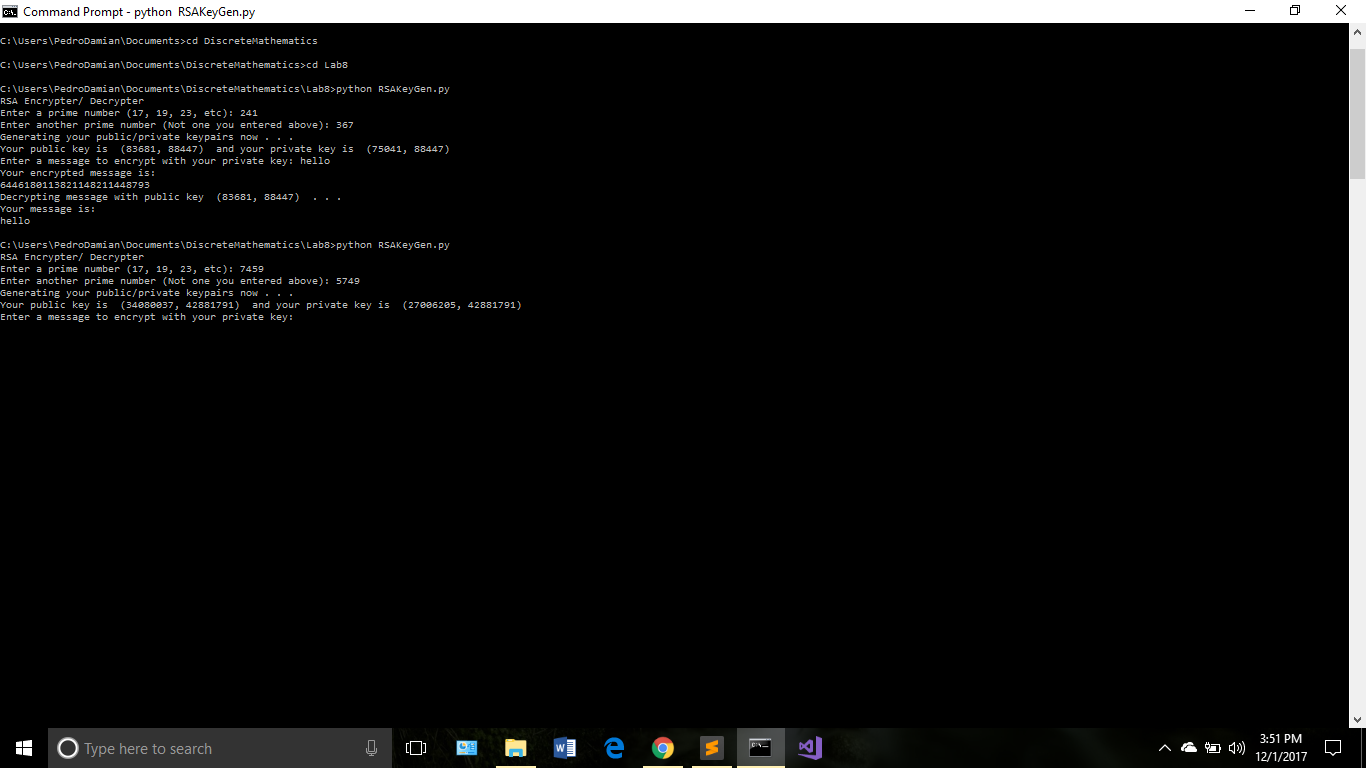 Command Prompt - python  RSAKeyGen.py
C:\Users\PedroDamian\Documents>cd DiscreteMathematics
C:\Users\PedroDamian\Documents\DiscreteMathematics>cd Lab8
C:\Users\PedroDamian\Documents\DiscreteMathematics\Lab8>python RSAKeyGen.py
RSA Encrypter/ Decrypter
Enter a prime number (17, 19, 23, etc): 241
Enter another prime number (Not one you entered above): 367
Generating your public/private keypairs now . . .
Your public key is  (83681, 88447)  and your private key is  (75041, 88447)
Enter a message to encrypt with your private key: hello
Your encrypted message is:
6446180113821148211448793
Decrypting message with public key  (83681, 88447)  . . .
Your message is:
hello
C:\Users\PedroDamian\Documents\DiscreteMathematics\Lab8>python RSAKeyGen.py
RSA Encrypter/ Decrypter
Enter a prime number (17, 19, 23, etc): 7459
Enter another prime number (Not one you entered above): 5749
Generating your public/private keypairs now . . .
Your public key is  (34080037, 42881791)  and your private key is  (27006205, 42881791)
Enter a message to encrypt with your private key:
Type here to search
3:51 PM
12/1/2017